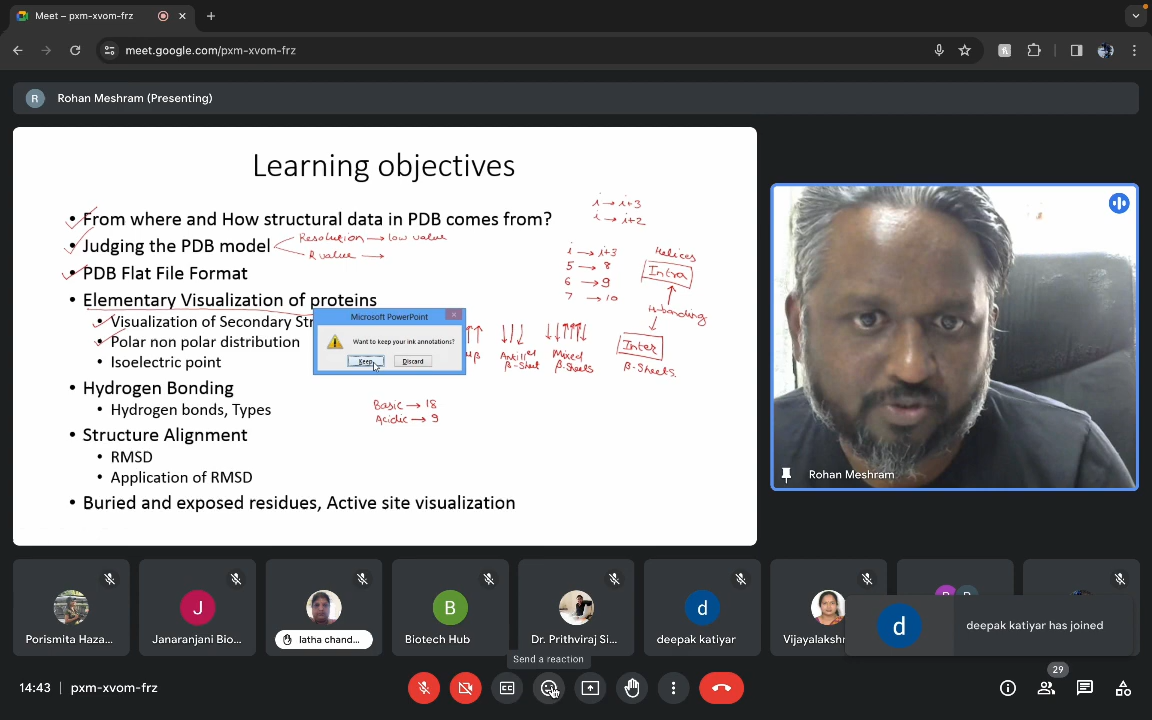 Meet – pxm-xvom-frz
meet.google.com/pxm-xvom-frz
R Rohan Meshram (Presenting)
Learning objectives
• From where and How structural data in PDB comes from?
i → i+3
i → i+2
• Judging the PDB model
Resolution → low value
R value →
• PDB Flat File Format
i → i+3
5 → 8
6 → 9
7 → 10
Helices
Intra
H-bonding
Inter
β-Sheets.
• Elementary Visualization of proteins
• Visualization of Secondary Str
• Polar non polar distribution
• Isoelectric point
Microsoft PowerPoint
Want to keep your ink annotations?
Keep
Discard
β-Sheet
Mixed
β-Sheets
• Hydrogen Bonding
• Hydrogen bonds, Types
Basic → 18
Acidic → 9
• Structure Alignment
• RMSD
• Application of RMSD
• Buried and exposed residues, Active site visualization
Rohan Meshram
J
B
d
d
Porismita Haza...
Janaranjani Bio...
latha chand...
Biotech Hub
Dr. Prithviraj Si...
deepak katiyar
Vijayalakshm
deepak katiyar has joined
Send a reaction
29
14:43 | pxm-xvom-frz